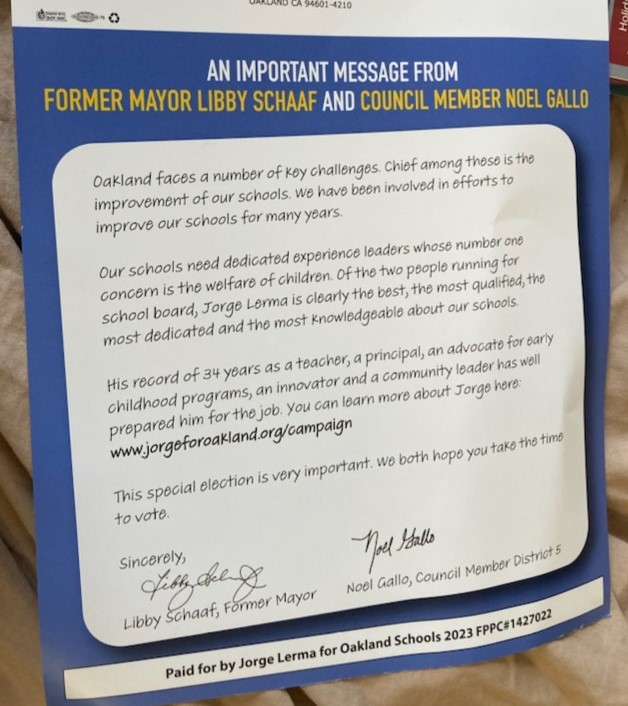 OAKLAND CA 94601-4210
AN IMPORTANT MESSAGE FROM
FORMER MAYOR LIBBY SCHAAF AND COUNCIL MEMBER NOEL GALLO
Oakland faces a number of key challenges. Chief among these is the
improvement of our schools. We have been involved in efforts to
improve our schools for many years.
Our schools need dedicated experience leaders whose number one
concern is the welfare of children. Of the two people running for
school board, Jorge Lerma is clearly the best, the most qualified, the
most dedicated and the most knowledgeable about our schools.
His record of 34 years as a teacher, a principal, an advocate for early
childhood programs, an innovator and a community leader has well
prepared him for the job. You can learn more about Jorge here:
www.jorgeforoakland.org/campaign
This special election is very important. We both hope you take the time
to vote.
Sincerely,
Libby Schaaf, Former Mayor
Noel Gallo
Noel Gallo, Council Member District 5
Paid for by Jorge Lerma for Oakland Schools 2023 FPPC#1427022
Holid